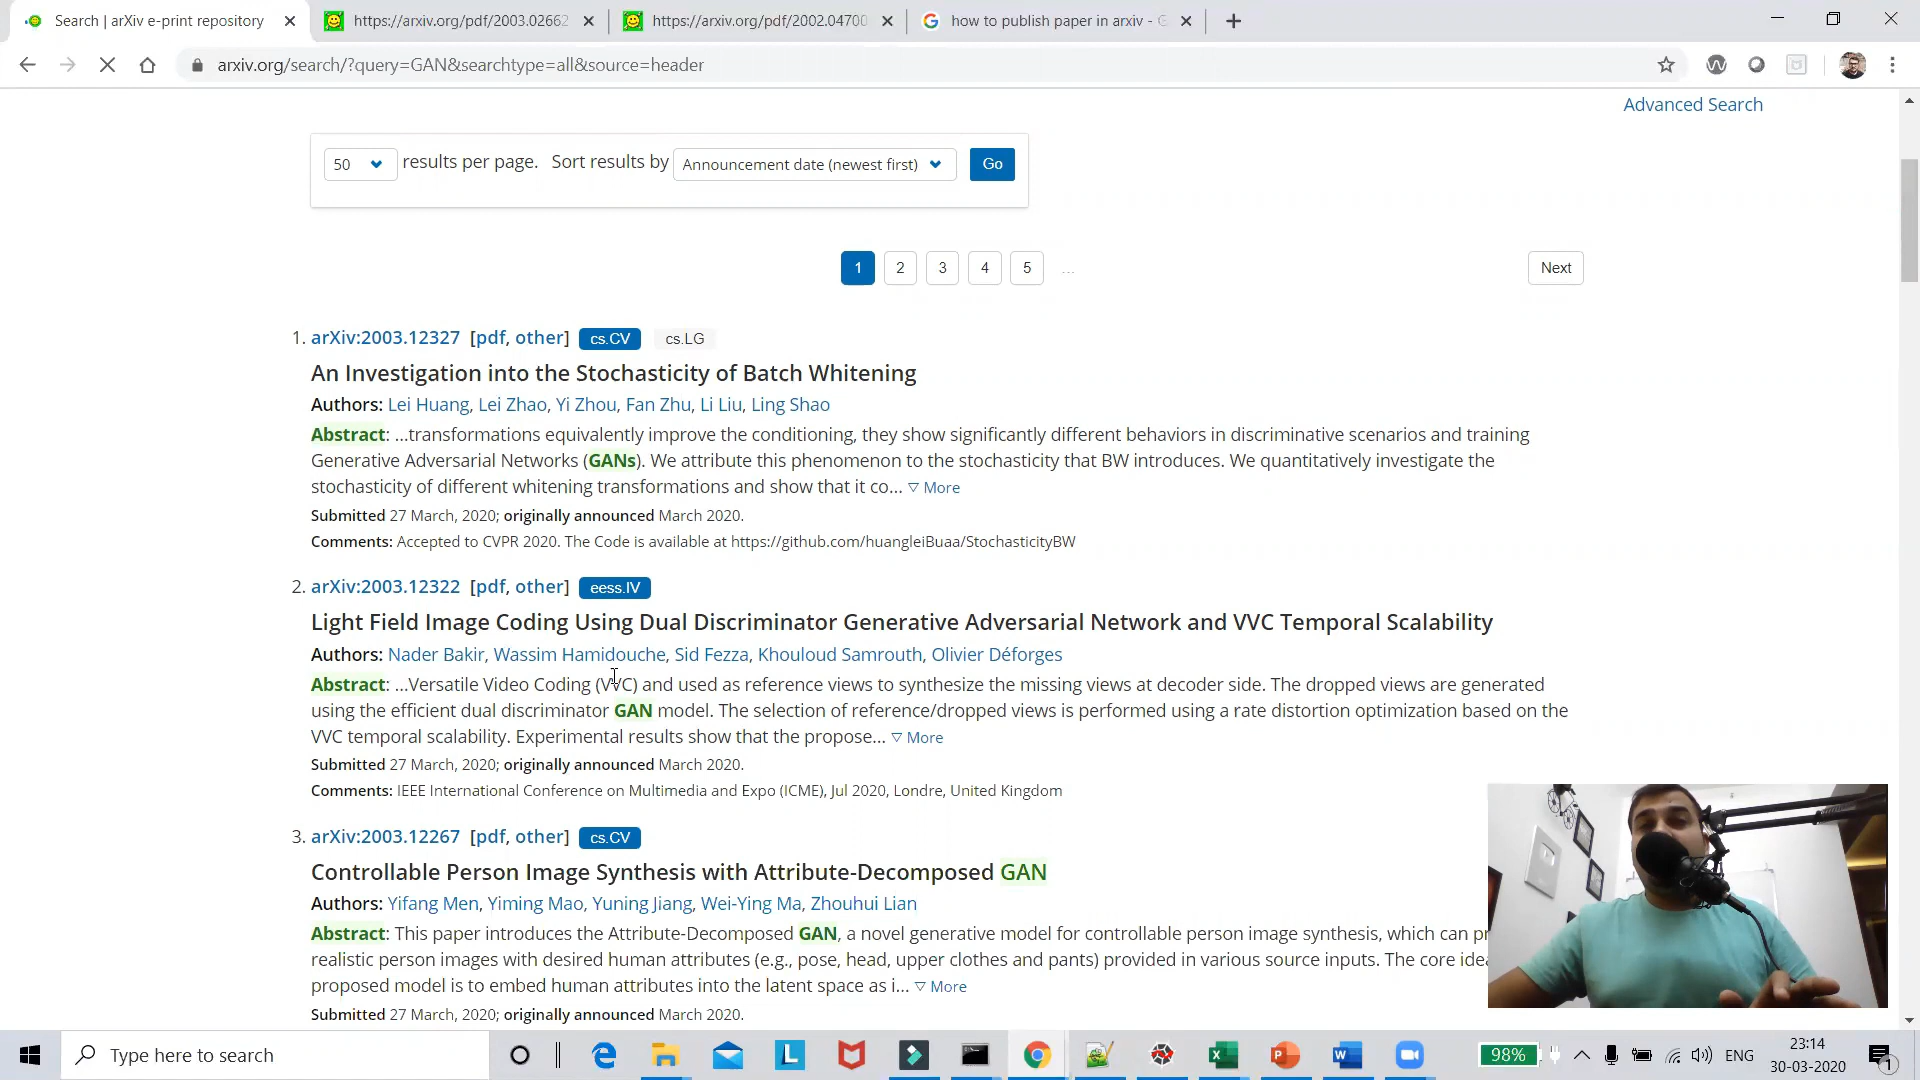 Search | arXiv e-print repository
https://arxiv.org/pdf/2003.02662
https://arxiv.org/pdf/2002.04700
how to publish paper in arxiv - G
arxiv.org/search/?query=GAN&searchtype=all&source=header
Advanced Search
50 results per page. Sort results by Announcement date (newest first) Go
1 2 3 4 5 ... Next
1. arXiv:2003.12327 [pdf, other] cs.CV cs.LG
An Investigation into the Stochasticity of Batch Whitening
Authors: Lei Huang, Lei Zhao, Yi Zhou, Fan Zhu, Li Liu, Ling Shao
Abstract: ...transformations equivalently improve the conditioning, they show significantly different behaviors in discriminative scenarios and training
Generative Adversarial Networks (GANs). We attribute this phenomenon to the stochasticity that BW introduces. We quantitatively investigate the
stochasticity of different whitening transformations and show that it co... ▽ More
Submitted 27 March, 2020; originally announced March 2020.
Comments: Accepted to CVPR 2020. The Code is available at https://github.com/huangleiBuaa/StochasticityBW
2. arXiv:2003.12322 [pdf, other] eess.IV
Light Field Image Coding Using Dual Discriminator Generative Adversarial Network and VVC Temporal Scalability
Authors: Nader Bakir, Wassim Hamidouche, Sid Fezza, Khouloud Samrouth, Olivier Déforges
Abstract: ...Versatile Video Coding (VVC) and used as reference views to synthesize the missing views at decoder side. The dropped views are generated
using the efficient dual discriminator GAN model. The selection of reference/dropped views is performed using a rate distortion optimization based on the
VVC temporal scalability. Experimental results show that the propose... ▽ More
Submitted 27 March, 2020; originally announced March 2020.
Comments: IEEE International Conference on Multimedia and Expo (ICME), Jul 2020, Londre, United Kingdom
3. arXiv:2003.12267 [pdf, other] cs.CV
Controllable Person Image Synthesis with Attribute-Decomposed GAN
Authors: Yifang Men, Yiming Mao, Yuning Jiang, Wei-Ying Ma, Zhouhui Lian
Abstract: This paper introduces the Attribute-Decomposed GAN, a novel generative model for controllable person image synthesis, which can pr
realistic person images with desired human attributes (e.g., pose, head, upper clothes and pants) provided in various source inputs. The core idea
proposed model is to embed human attributes into the latent space as i... ▽ More
Submitted 27 March, 2020; originally announced March 2020.
Type here to search
98%
ENG
23:14
30-03-2020
1